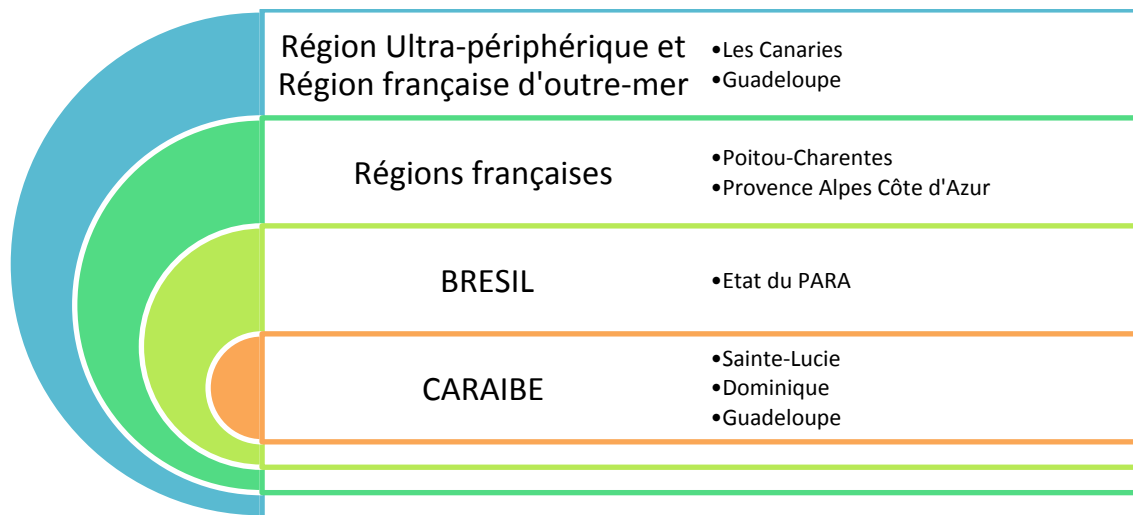 Région Ultra-périphérique et
Région française d'outre-mer
•Les Canaries
•Guadeloupe
Régions françaises
•Poitou-Charentes
•Provence Alpes Côte d'Azur
BRESIL
•Etat du PARA
CARAIBE
•Sainte-Lucie
•Dominique
•Guadeloupe